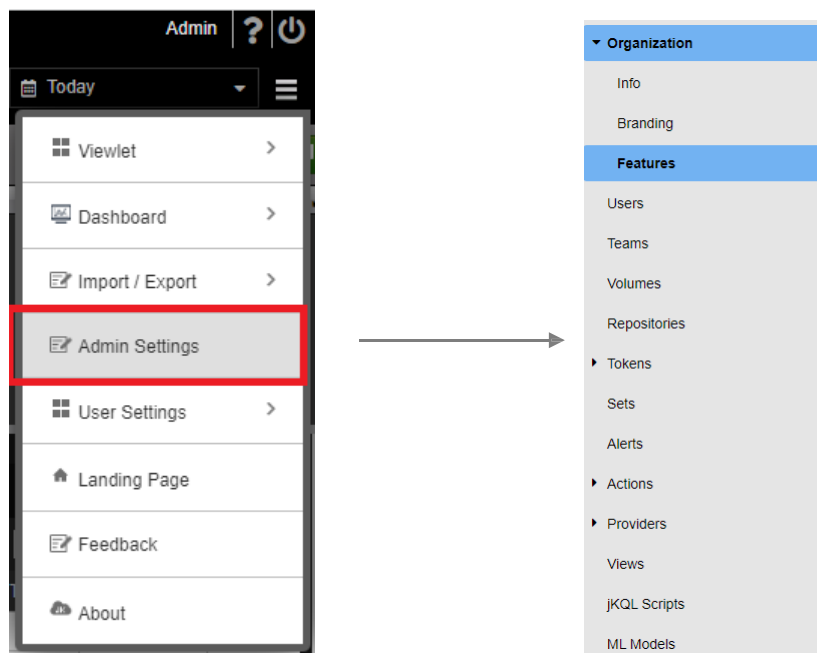 Admin ?
Today
Viewlet
Dashboard
Import / Export
Admin Settings
User Settings
Landing Page
Feedback
About
Organization
Info
Branding
Features
Users
Teams
Volumes
Repositories
Tokens
Sets
Alerts
Actions
Providers
Views
jKQL Scripts
ML Models